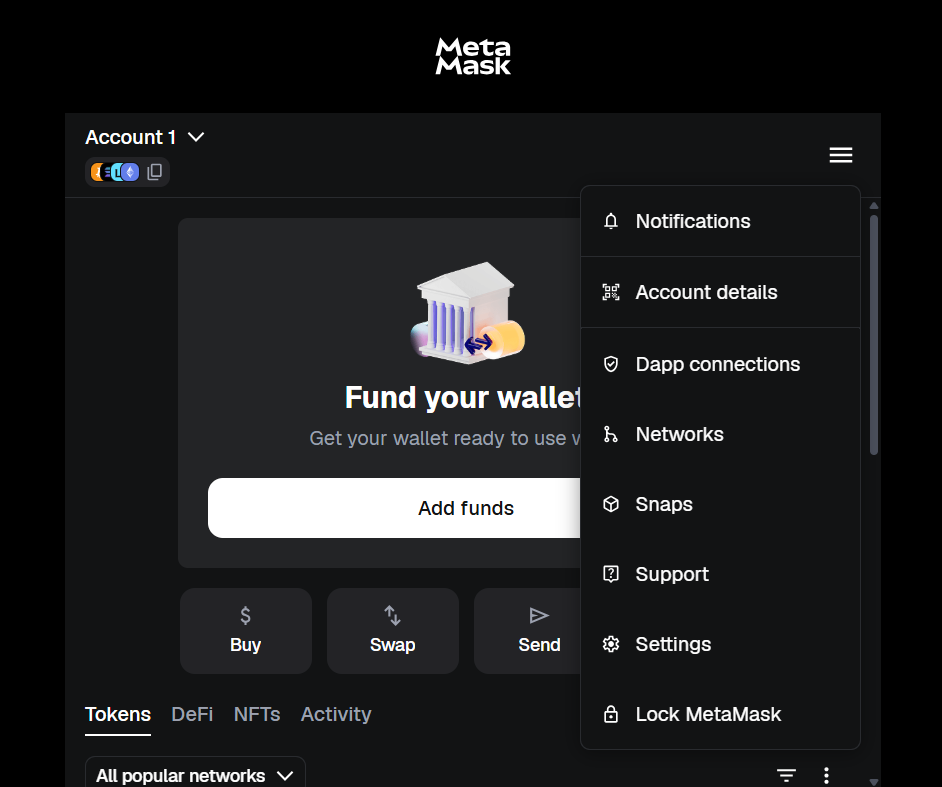 Meta
Mask
Account 1
Notifications
Account details
Fund your wallet
Dapp connections
Get your wallet ready to use w
Networks
Add funds
Snaps
Support
Buy
Swap
Send
Settings
Tokens
DeFi
NFTs
Activity
Lock MetaMask
All popular networks